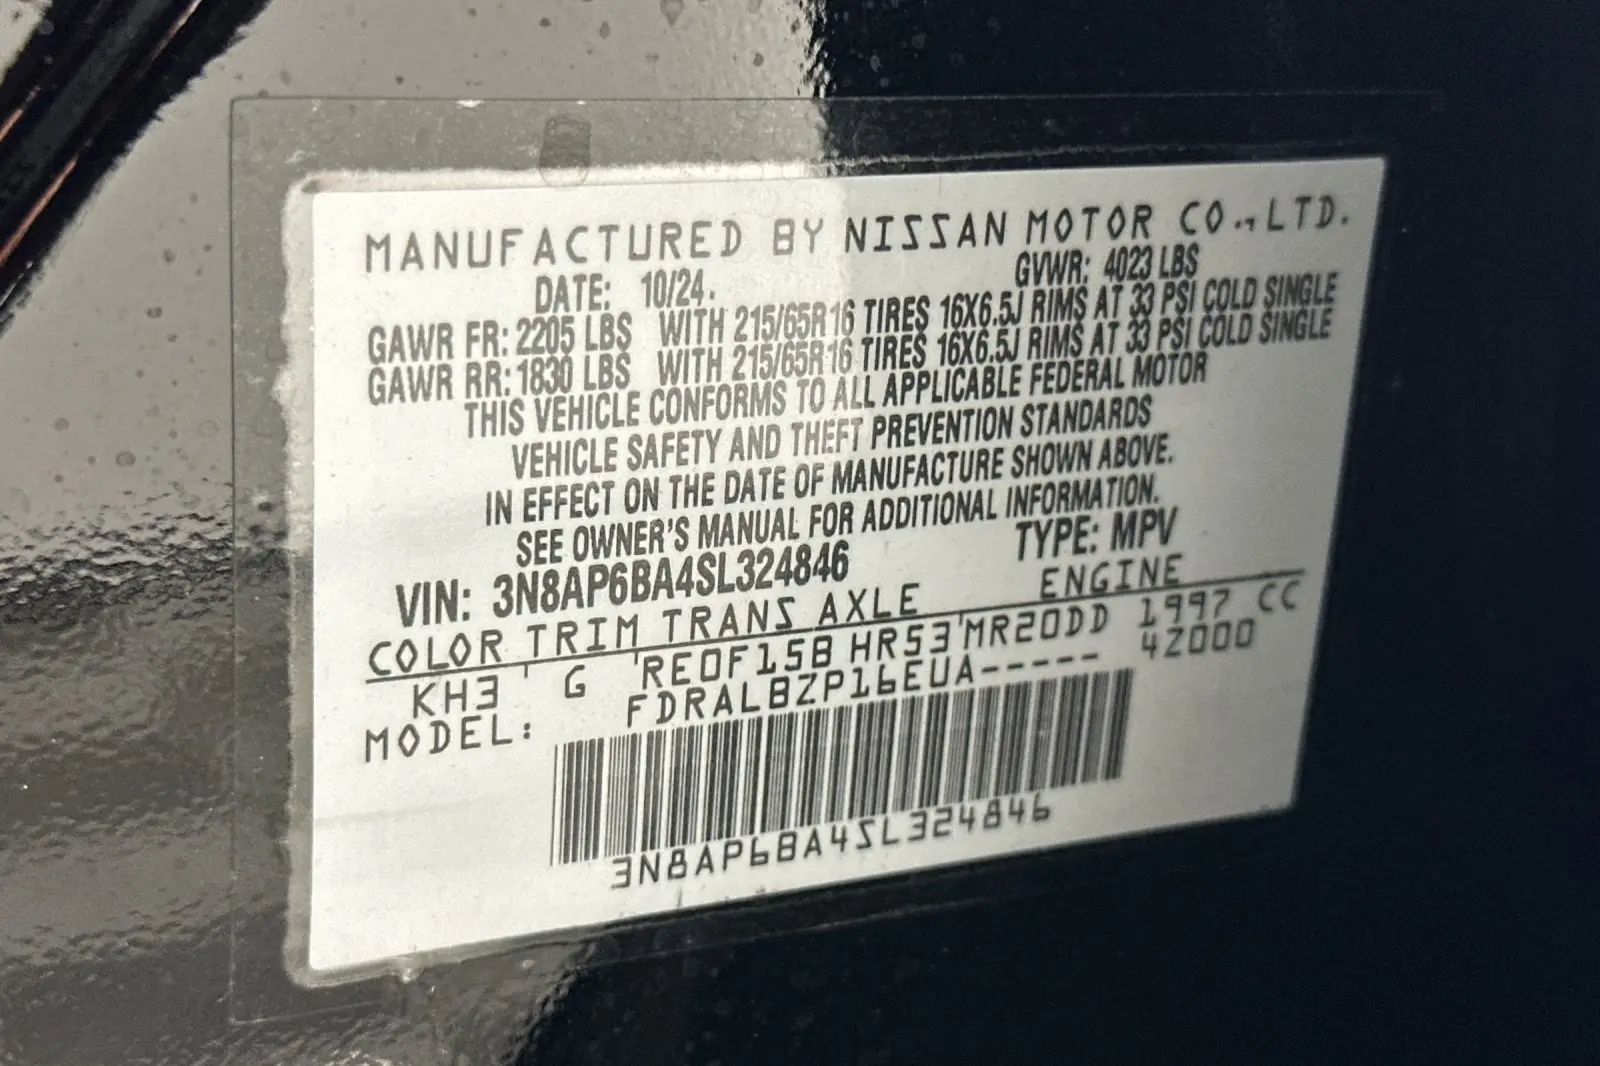 MANUFACTURED BY NISSAN MOTOR CO., LTD.
DATE: 10/24. GVWR: 4023 LBS
GAWR FR: 2205 LBS WITH 215/65R16 TIRES 16X6.5J RIMS AT 33 PSI COLD SINGLE
GAWR RR: 1830 LBS WITH 215/65R16 TIRES 16X6.5J RIMS AT 33 PSI COLD SINGLE
THIS VEHICLE CONFORMS TO ALL APPLICABLE FEDERAL MOTOR
VEHICLE SAFETY AND THEFT PREVENTION STANDARDS
IN EFFECT ON THE DATE OF MANUFACTURE SHOWN ABOVE.
SEE OWNER'S MANUAL FOR ADDITIONAL INFORMATION.
VIN: 3N8AP6BA4SL324846 TYPE: MPV
COLOR TRIM TRANS AXLE ENGINE
KH3 G RE0F15B HR53 MR20DD 1997 CC
MODEL: FDRALBZP16EUA----- 42000
3N8AP6BA4SL324846